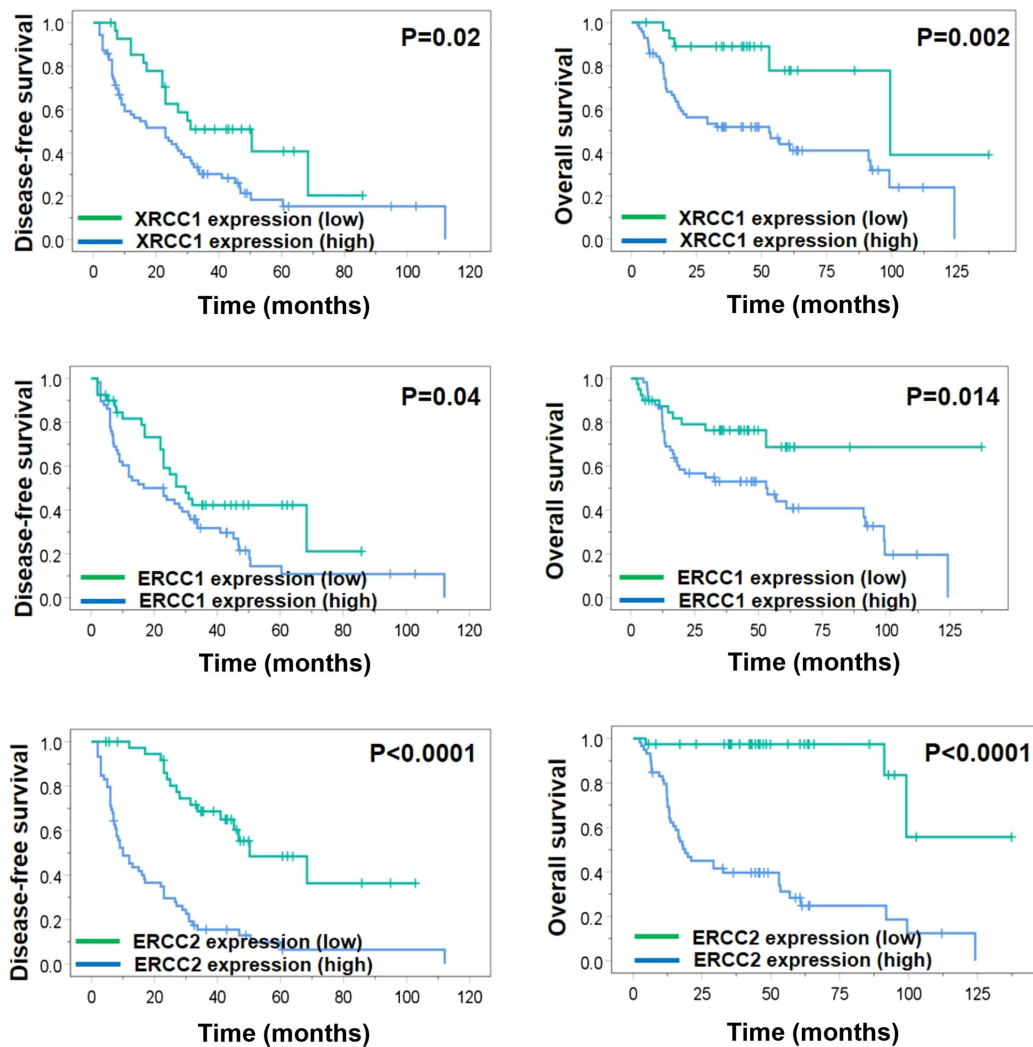 Disease-free survival
1.0
0.8
0.6
0.4
0.2
0.0
P=0.02
XRCC1 expression (low)
XRCC1 expression (high)
0 20 40 60 80 100 120
Time (months)
Overall survival
1.0
0.8
0.6
0.4
0.2
0.0
P=0.002
XRCC1 expression (low)
XRCC1 expression (high)
0 25 50 75 100 125
Time (months)
Disease-free survival
1.0
0.8
0.6
0.4
0.2
0.0
P=0.04
ERCC1 expression (low)
ERCC1 expression (high)
0 20 40 60 80 100 120
Time (months)
Overall survival
1.0
0.8
0.6
0.4
0.2
0.0
P=0.014
ERCC1 expression (low)
ERCC1 expression (high)
0 25 50 75 100 125
Time (months)
Disease-free survival
1.0
0.8
0.6
0.4
0.2
0.0
P<0.0001
ERCC2 expression (low)
ERCC2 expression (high)
0 20 40 60 80 100 120
Time (months)
Overall survival
1.0
0.8
0.6
0.4
0.2
0.0
P<0.0001
ERCC2 expression (low)
ERCC2 expression (high)
0 25 50 75 100 125
Time (months)